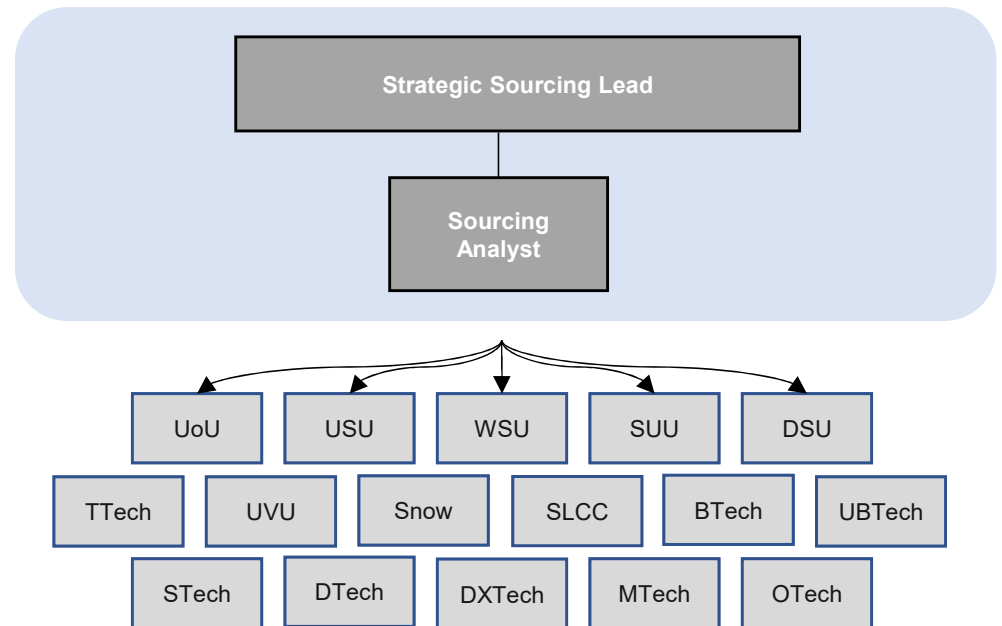 Strategic Sourcing Lead
Sourcing
Analyst
UoU
USU
WSU
SUU
DSU
TTech
UVU
Snow
SLCC
BTech
UBTech
STech
DTech
DXTech
MTech
OTech